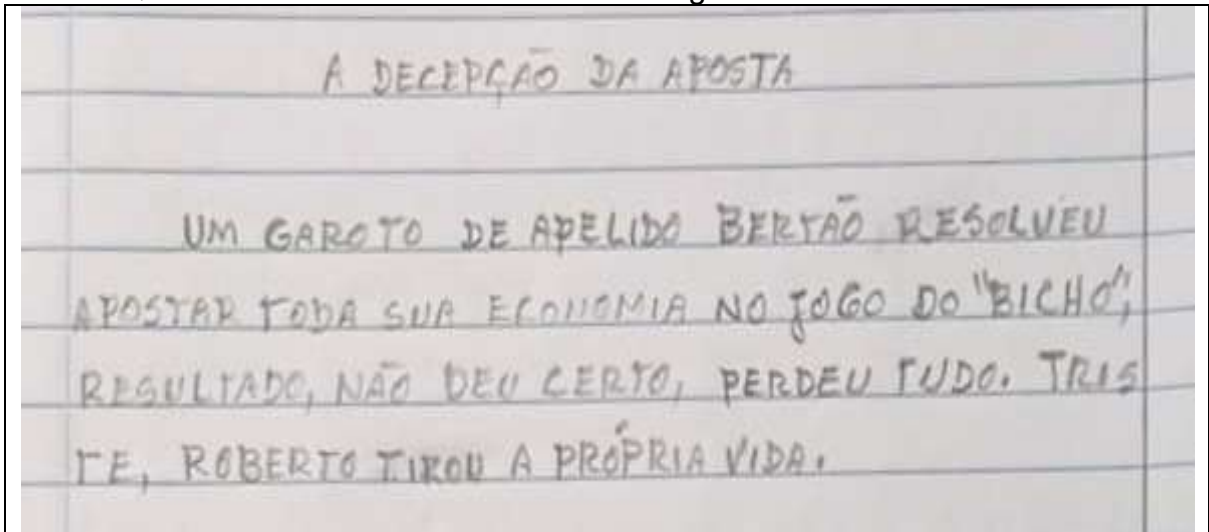 A DECEPÇÃO DA APOSTA
UM GAROTO DE APELIDO BERTÃO RESOLVEU
APOSTAR TODA SUA ECONOMIA NO JOGO DO "BICHO",
RESULTADO, NÃO DEU CERTO, PERDEU TUDO. TRIS
TE, ROBERTO TIROU A PRÓPRIA VIDA.